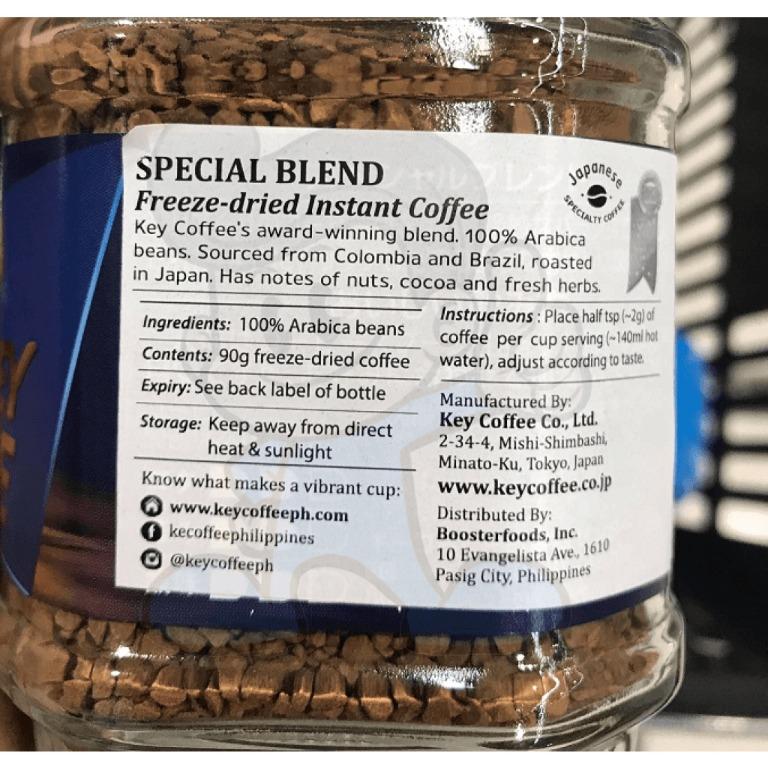 SPECIAL BLEND
Freeze-dried Instant Coffee
Key Coffee's award-winning blend. 100% Arabica
beans. Sourced from Colombia and Brazil, roasted
in Japan. Has notes of nuts, cocoa and fresh herbs.
Japanese
SPECIALTY COFFEE
Ingredients: 100% Arabica beans
Contents: 90g freeze-dried coffee
Expiry: See back label of bottle
Storage: Keep away from direct
heat & sunlight
Know what makes a vibrant cup:
www.keycoffeeph.com
kecoffeephilippines
@keycoffeeph
Instructions : Place half tsp (~2g) of
coffee per cup serving (~140ml hot
water), adjust according to taste.
Manufactured By:
Key Coffee Co., Ltd.
2-34-4, Mishi-Shimbashi,
Minato-Ku, Tokyo, Japan
www.keycoffee.co.jp
Distributed By:
Boosterfoods, Inc.
10 Evangelista Ave., 1610
Pasig City, Philippines